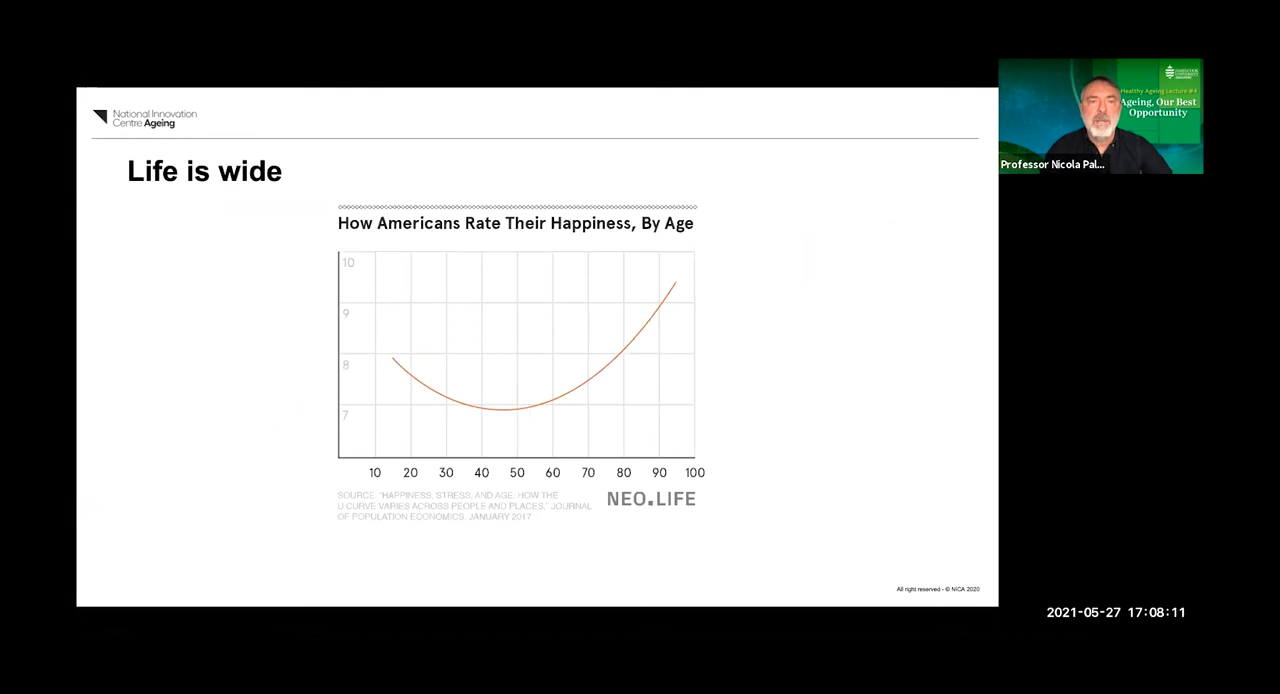 National Innovation
Centre Ageing
Life is wide
How Americans Rate Their Happiness, By Age
10
9
8
7
10 20 30 40 50 60 70 80 90 100
SOURCE: "HAPPINESS, STRESS, AND AGE: HOW THE
U CURVE VARIES ACROSS PEOPLE AND PLACES," JOURNAL
OF POPULATION ECONOMICS. JANUARY 2017
NEO.LIFE
All right reserved - © NICA 2020
Healthy Ageing Lecture #4
Ageing, Our Best
Opportunity
Professor Nicola Pal...
2021-05-27 17:08:11